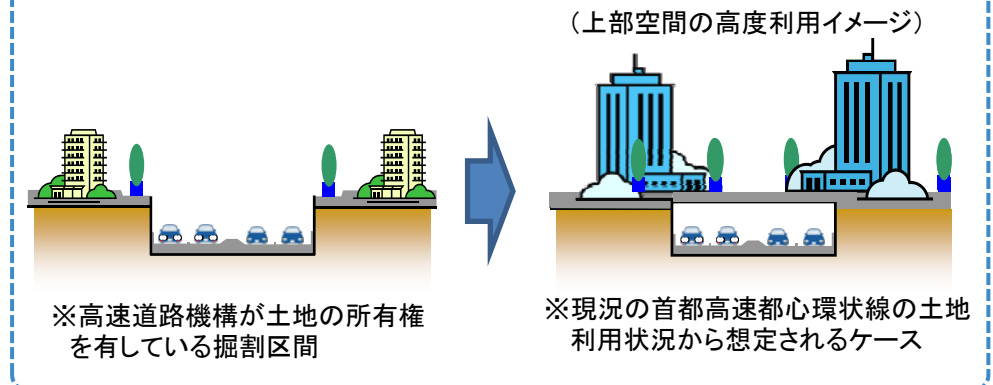 （上部空間の高度利用イメージ）
※高速道路機構が土地の所有権
を有している掘割区間
※現況の首都高速都心環状線の土地
利用状況から想定されるケース